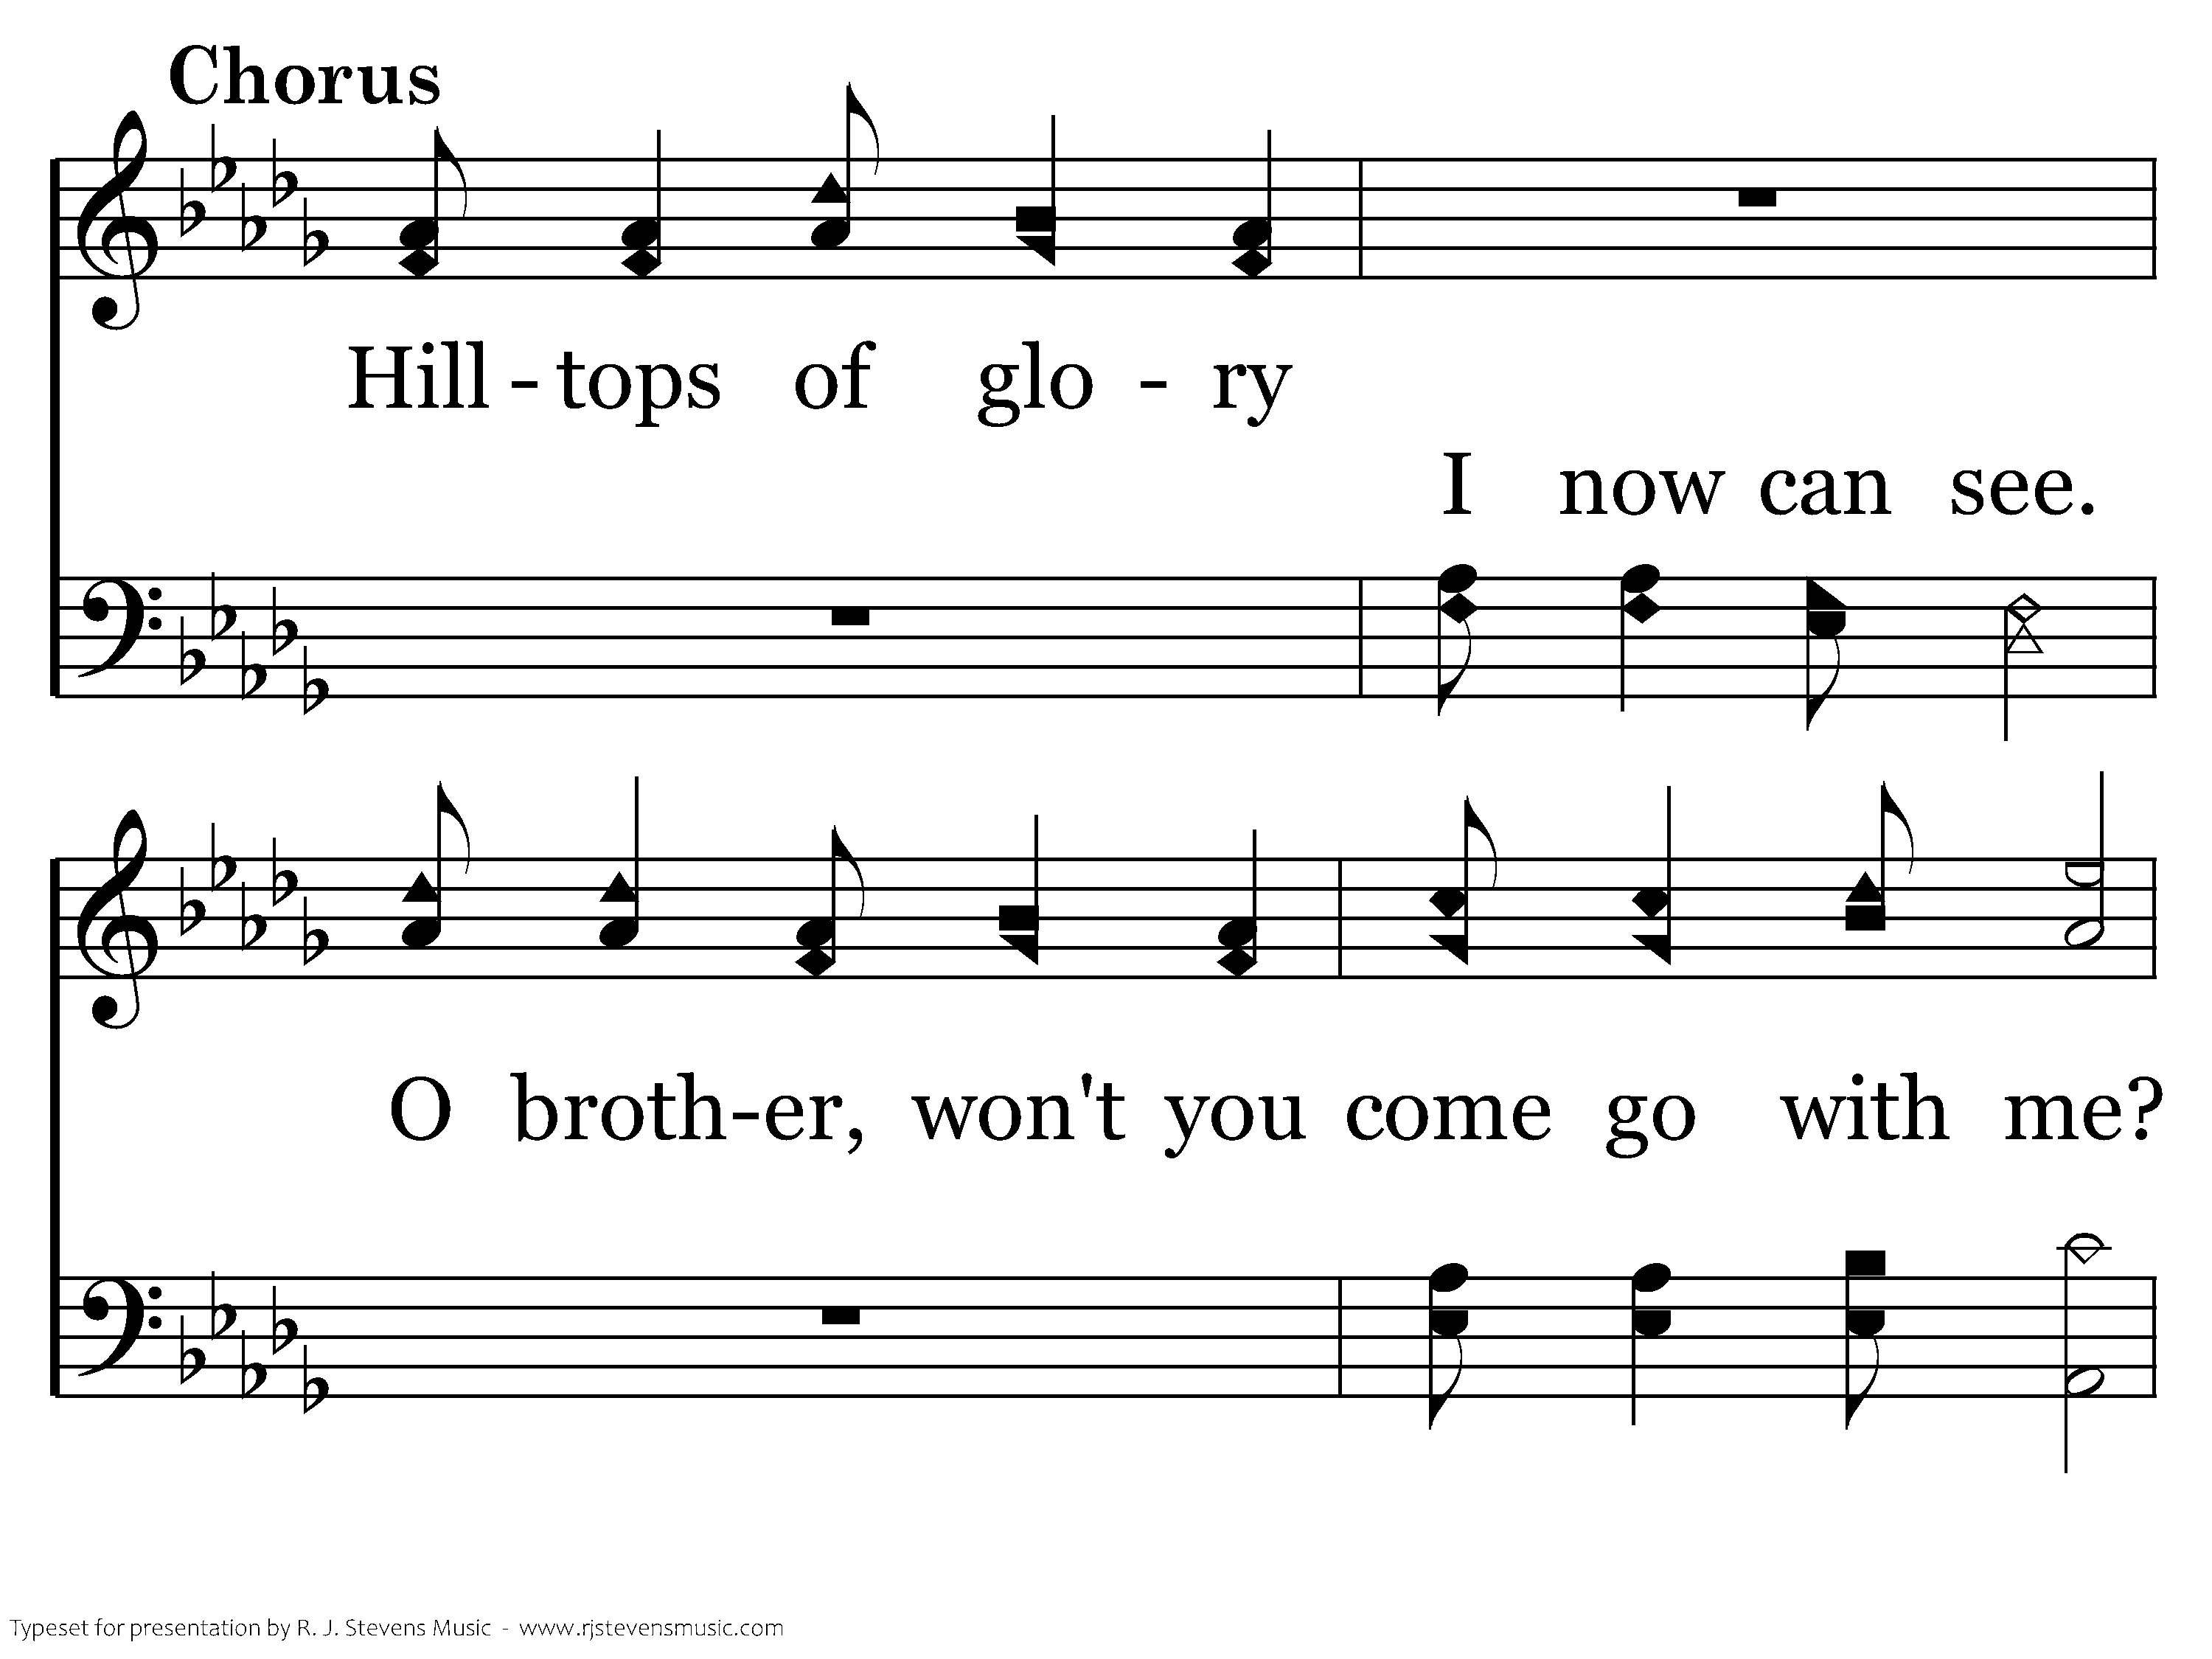 Chorus
Hill - tops of glo - ry
I now can see.
O broth-er, won't you come go with me?
Typeset for presentation by R. J. Stevens Music - www.rjstevensmusic.com